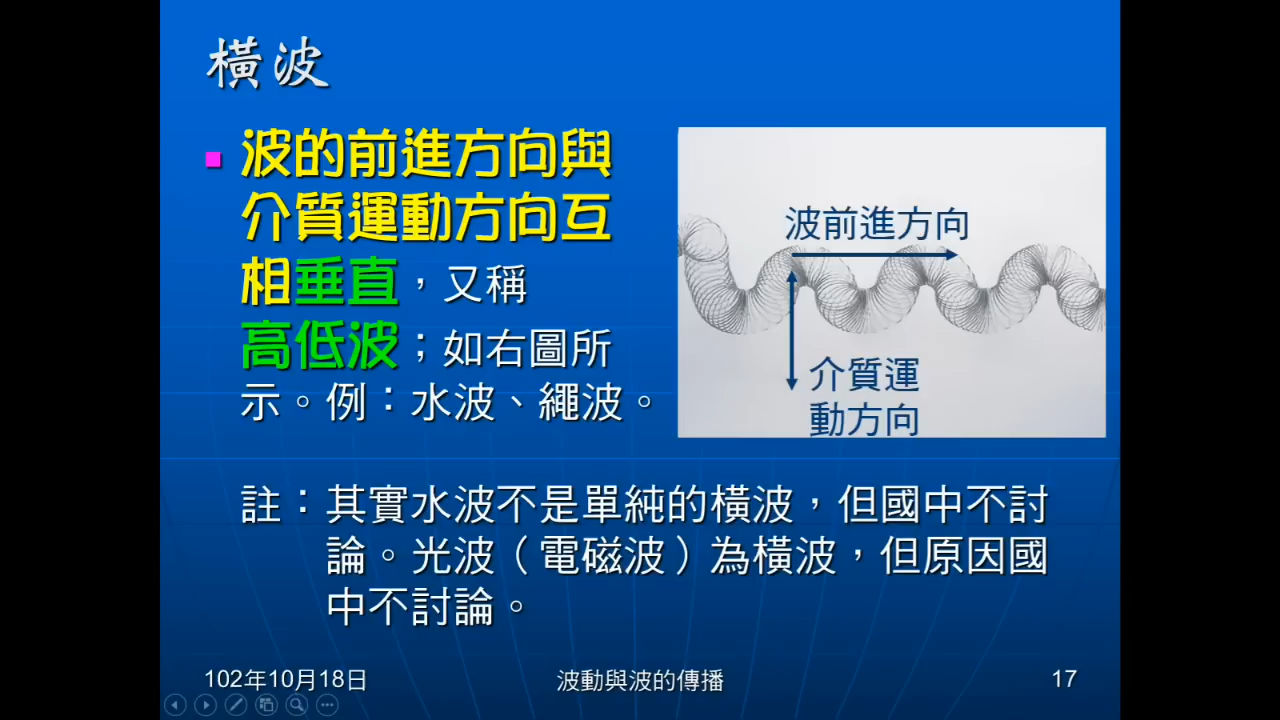 橫波
波的前進方向與
介質運動方向互
相垂直，又稱
高低波；如右圖所
示。例：水波、繩波。
波前進方向
介質運
動方向
註：其實水波不是單純的橫波，但國中不討
論。光波（電磁波）為橫波，但原因國
中不討論。
102年10月18日
波動與波的傳播
17